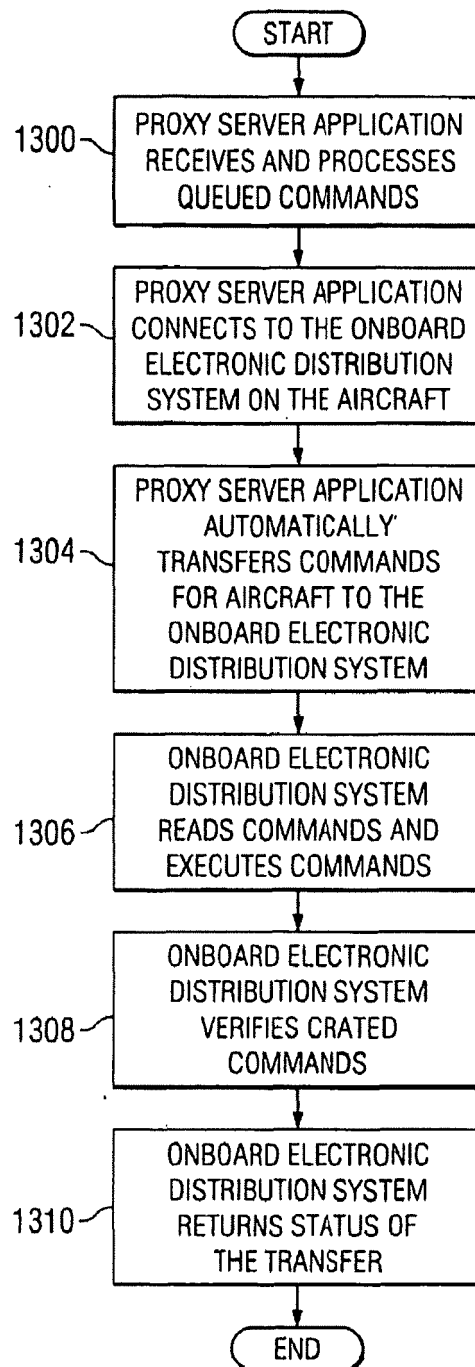 START
1300
PROXY SERVER APPLICATION
RECEIVES AND PROCESSES
QUEUED COMMANDS
1302
PROXY SERVER APPLICATION
CONNECTS TO THE ONBOARD
ELECTRONIC DISTRIBUTION
SYSTEM ON THE AIRCRAFT
1304
PROXY SERVER APPLICATION
AUTOMATICALLY
TRANSFERS COMMANDS
FOR AIRCRAFT TO THE
ONBOARD ELECTRONIC
DISTRIBUTION SYSTEM
1306
ONBOARD ELECTRONIC
DISTRIBUTION SYSTEM
READS COMMANDS AND
EXECUTES COMMANDS
1308
ONBOARD ELECTRONIC
DISTRIBUTION SYSTEM
VERIFIES CRATED
COMMANDS
1310
ONBOARD ELECTRONIC
DISTRIBUTION SYSTEM
RETURNS STATUS OF
THE TRANSFER
END